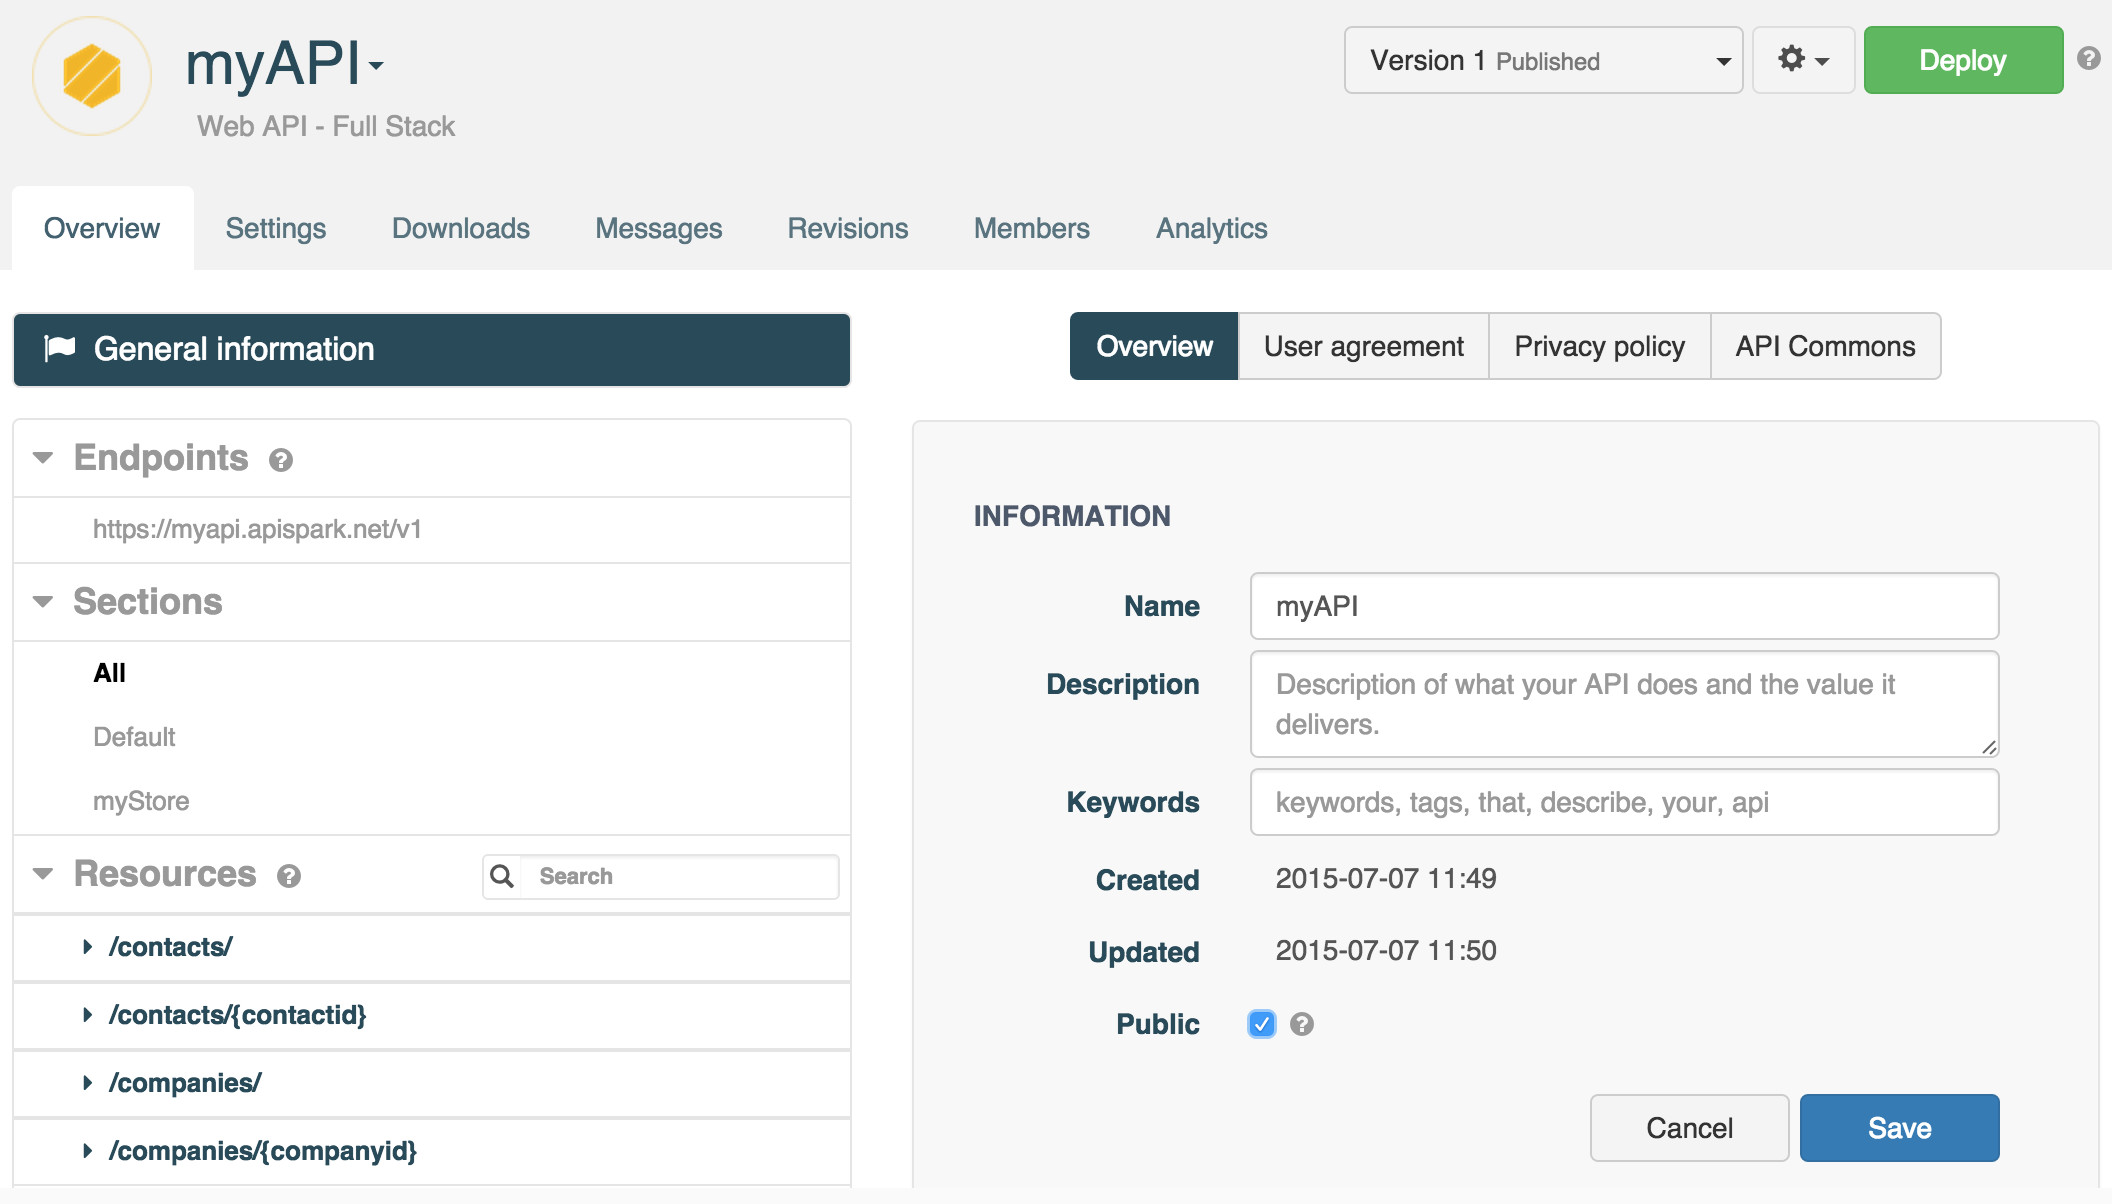 myAPI
Web API - Full Stack
Version 1 Published
Deploy
?
Overview
Settings
Downloads
Messages
Revisions
Members
Analytics
General information
Endpoints ?
https://myapi.apispark.net/v1
Sections
All
Default
myStore
Resources ?
Search
/contacts/
/contacts/{contactid}
/companies/
/companies/{companyid}
Overview
User agreement
Privacy policy
API Commons
INFORMATION
Name
myAPI
Description
Description of what your API does and the value it
delivers.
Keywords
keywords, tags, that, describe, your, api
Created
2015-07-07 11:49
Updated
2015-07-07 11:50
Public
?
Cancel
Save